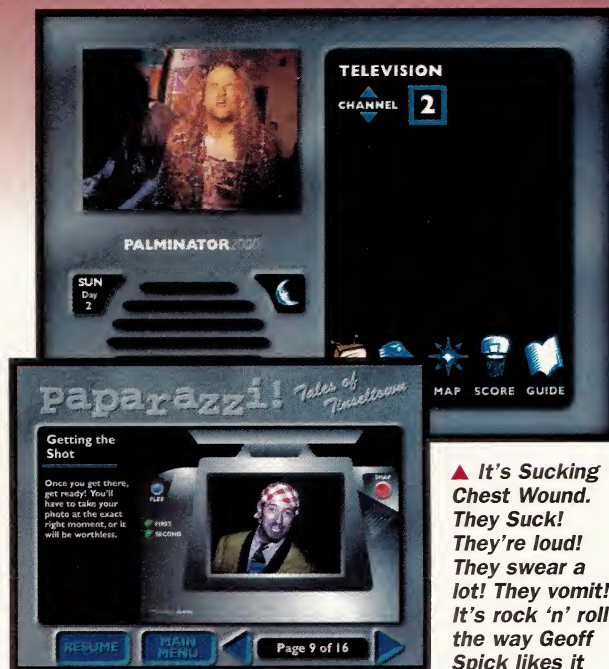 TELEVISION
CHANNEL 2
PALMINATOR2000
SUN
Day
2
MAP SCORE GUIDE
paparazzi! Tales of
Tinseltown
Getting the
Shot
Once you get there,
get ready! You'll
have to take your
photo at the exact
right moment, or it
will be worthless.
FLEX
FIRST
SECOND
SNAP
RESUME
MAIN
MENU
Page 9 of 16
▲ It's Sucking
Chest Wound.
They Suck!
They're loud!
They swear a
lot! They vomit!
It's rock 'n' roll
the way Geoff
Spick likes it